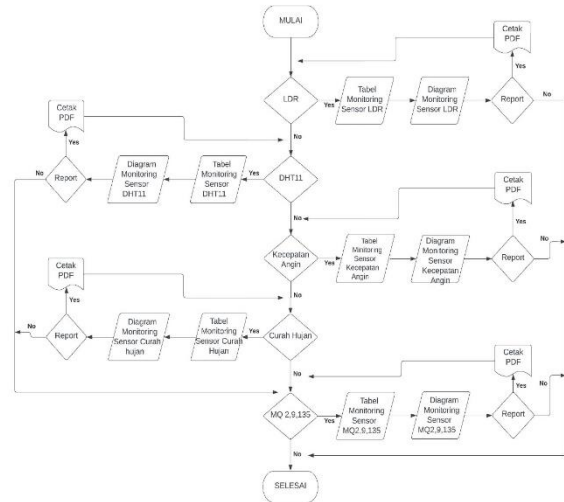 MULAI
Cetak
PDF
Yes
LDR
Yes
Tabel
Monitoring
Sensor LDR
Diagram
Monitoring
Sensor LDR
Report
No
No
Cetak
PDF
Yes
No
Report
Diagram
Monitoring
Sensor
DHT11
Tabel
Monitoring
Sensor
DHT11
Yes
DHT11
No
Cetak
PDF
Yes
Kecepatan
Angin
Yes
Tabel
Monitoring
Sensor
Kecepatan
Angin
Diagram
Monitoring
Sensor
Kecepatan
Angin
Report
No
No
Cetak
PDF
Yes
No
Report
Diagram
Monitoring
Sensor Curah
hujan
Tabel
Monitoring
Sensor Curah
Hujan
Yes
Curah Hujan
No
Cetak
PDF
Yes
MQ 2,9,135
Yes
Tabel
Monitoring
Sensor
MQ2.9,135
Diagram
Monitoring
Sensor
MQ2,9,135
Report
No
No
SELESAI